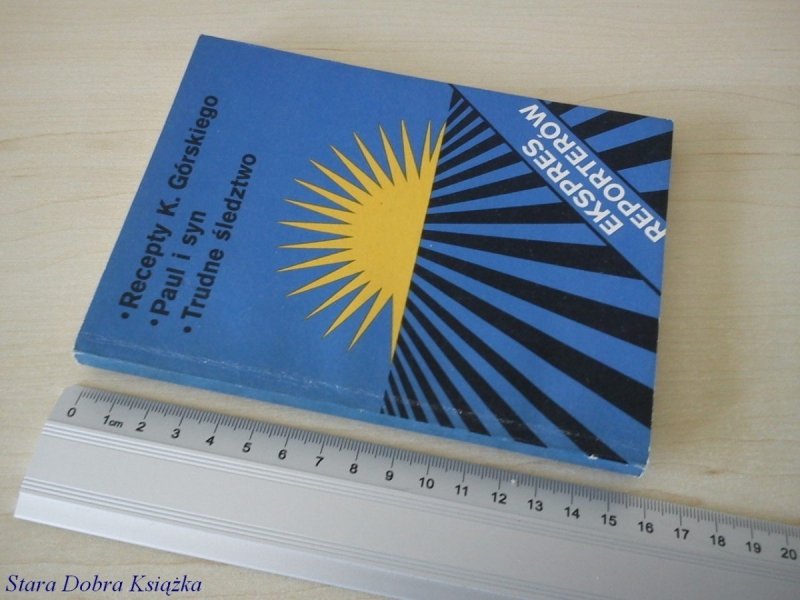 EKSPRES
REPORTERÓW
• Recepty K. Górskiego
• Paul i syn
• Trudne śledztwo
0 1cm 2 3 4 5 6 7 8 9 10 11 12 13 14 15 16 17 18 19 20
Stara Dobra Książka